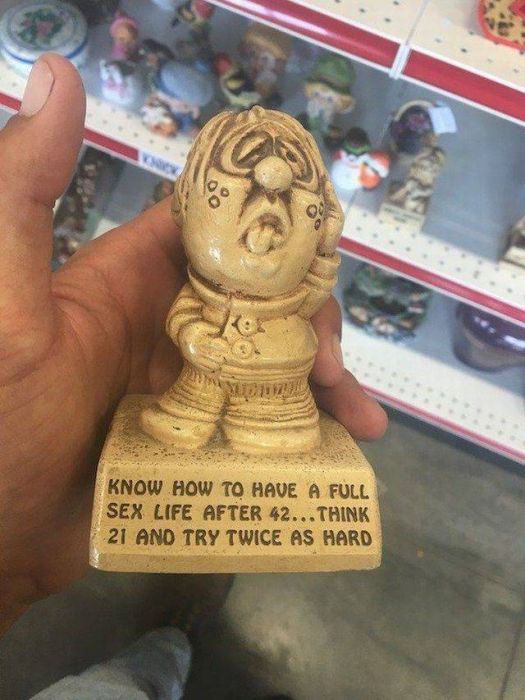 KNOW HOW TO HAVE A FULL
SEX LIFE AFTER 42...THINK
21 AND TRY TWICE AS HARD